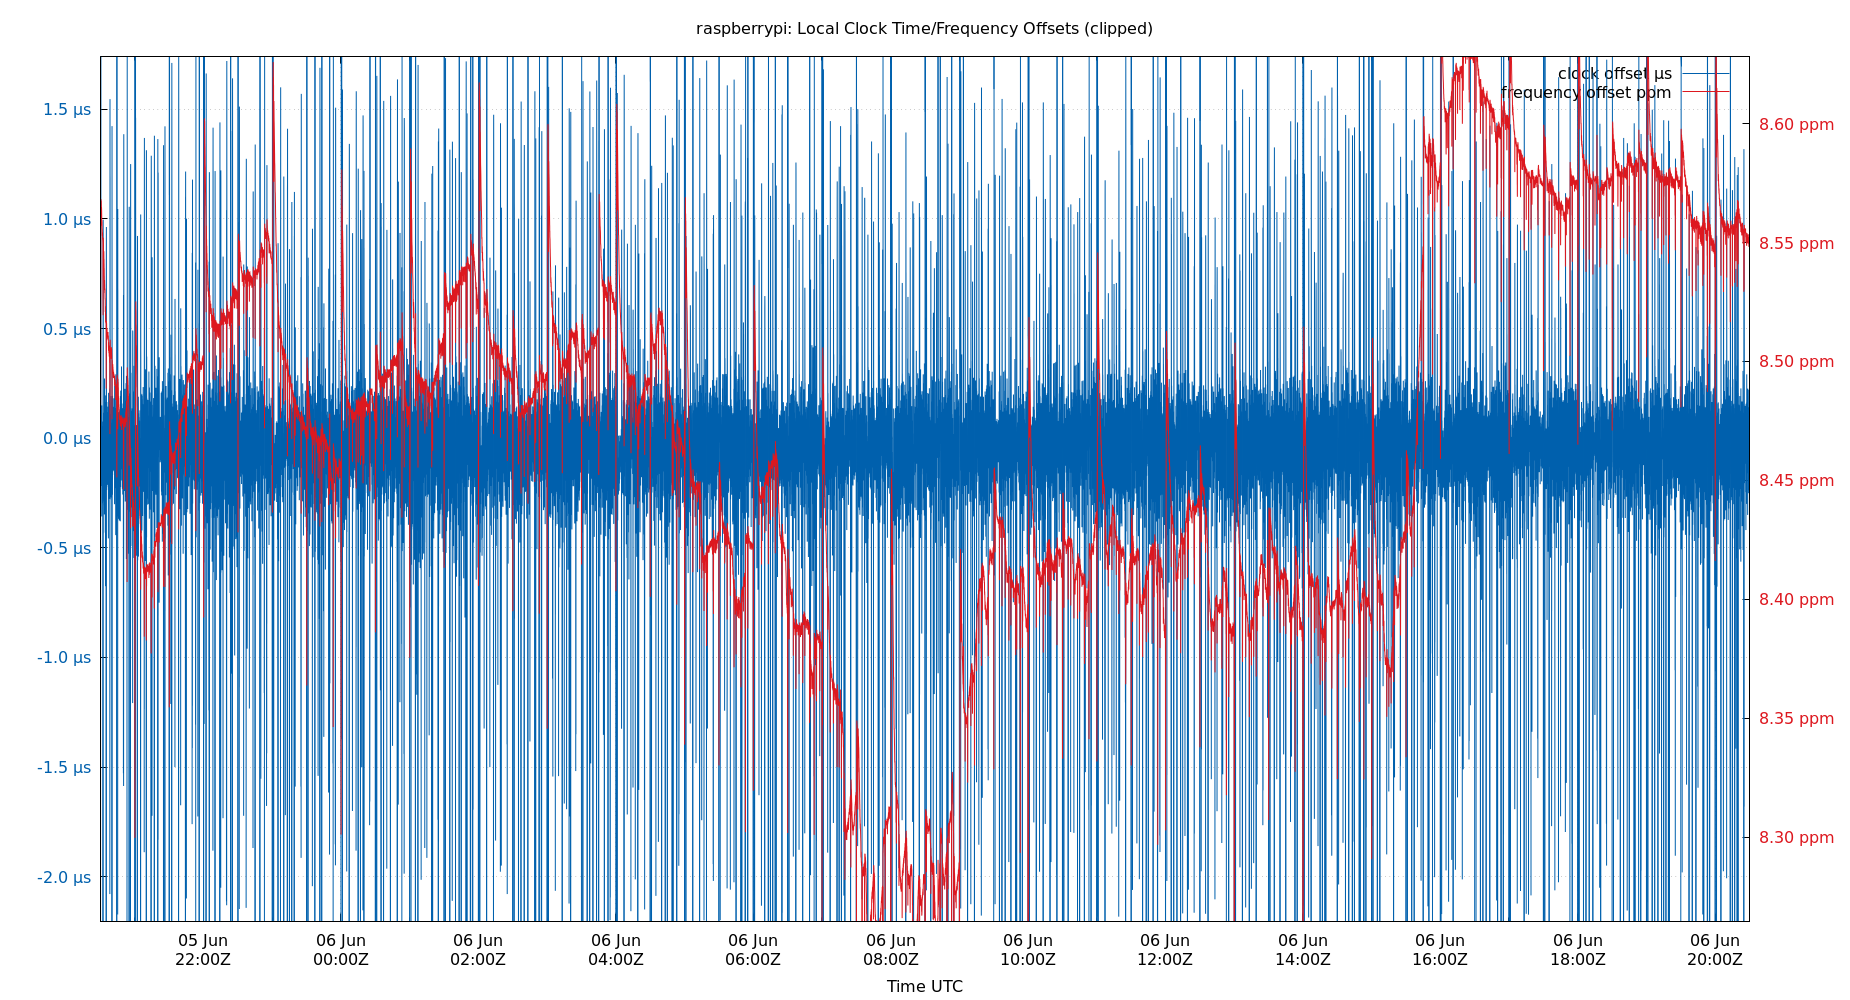 raspberrypi: Local Clock Time/Frequency Offsets (clipped)
clock offset µs
frequency offset ppm
1.5 µs
1.0 µs
0.5 µs
0.0 µs
-0.5 µs
-1.0 µs
-1.5 µs
-2.0 µs
8.60 ppm
8.55 ppm
8.50 ppm
8.45 ppm
8.40 ppm
8.35 ppm
8.30 ppm
05 Jun 06 Jun 06 Jun 06 Jun 06 Jun 06 Jun 06 Jun 06 Jun 06 Jun 06 Jun 06 Jun 06 Jun
22:00Z 00:00Z 02:00Z 04:00Z 06:00Z 08:00Z 10:00Z 12:00Z 14:00Z 16:00Z 18:00Z 20:00Z
Time UTC